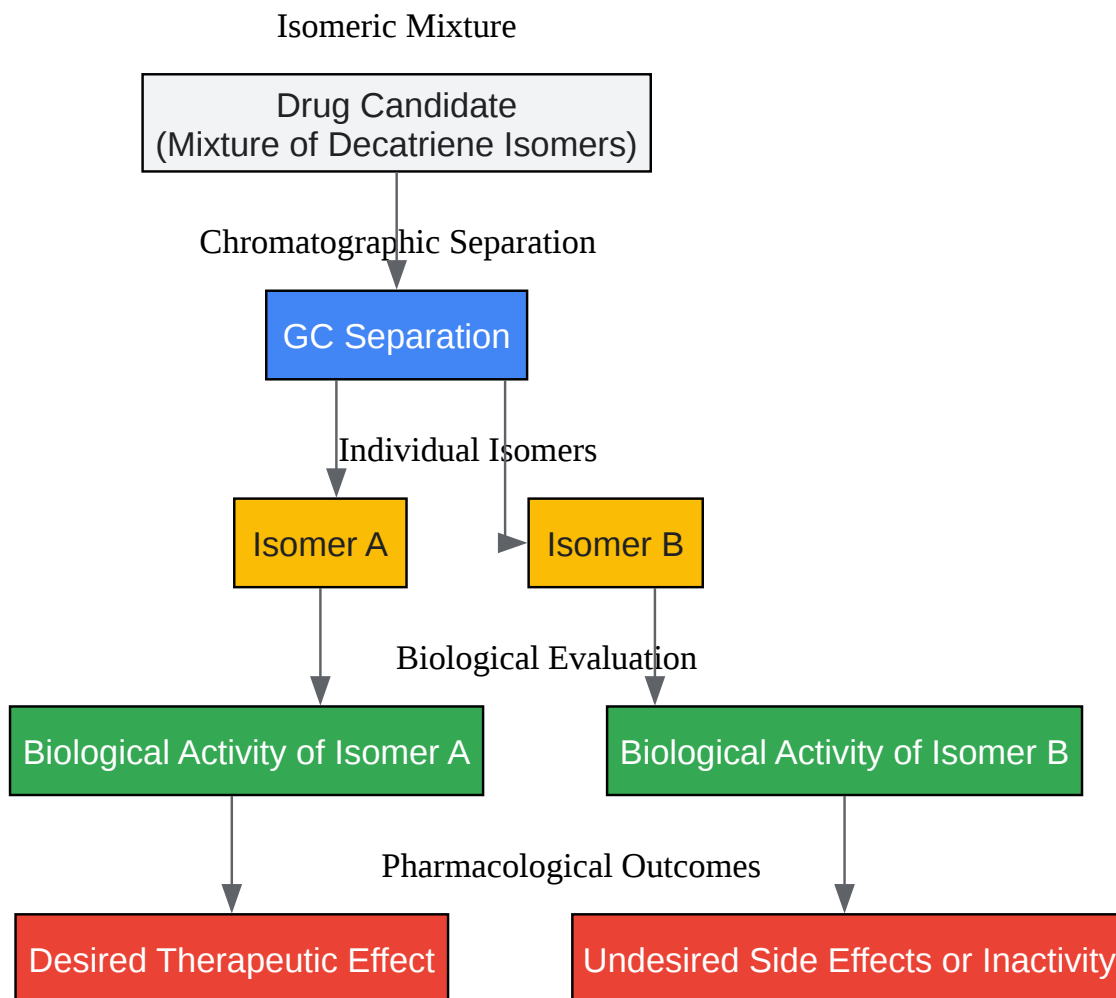 Isomeric Mixture
Drug Candidate
(Mixture of Decatriene Isomers)
Chromatographic Separation
GC Separation
Individual Isomers
Isomer A
Isomer B
Biological Evaluation
Biological Activity of Isomer A
Biological Activity of Isomer B
Pharmacological Outcomes
Desired Therapeutic Effect
Undesired Side Effects or Inactivity